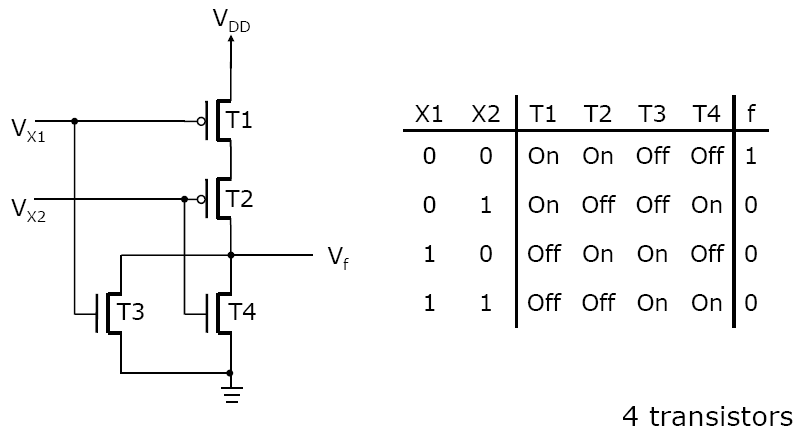 VDD
VX1
T1
VX2
T2
Vf
T3
T4
X1 X2 T1 T2 T3 T4 f
0 0 On On Off Off 1
0 1 On Off Off On 0
1 0 Off On On Off 0
1 1 Off Off On On 0
4 transistors